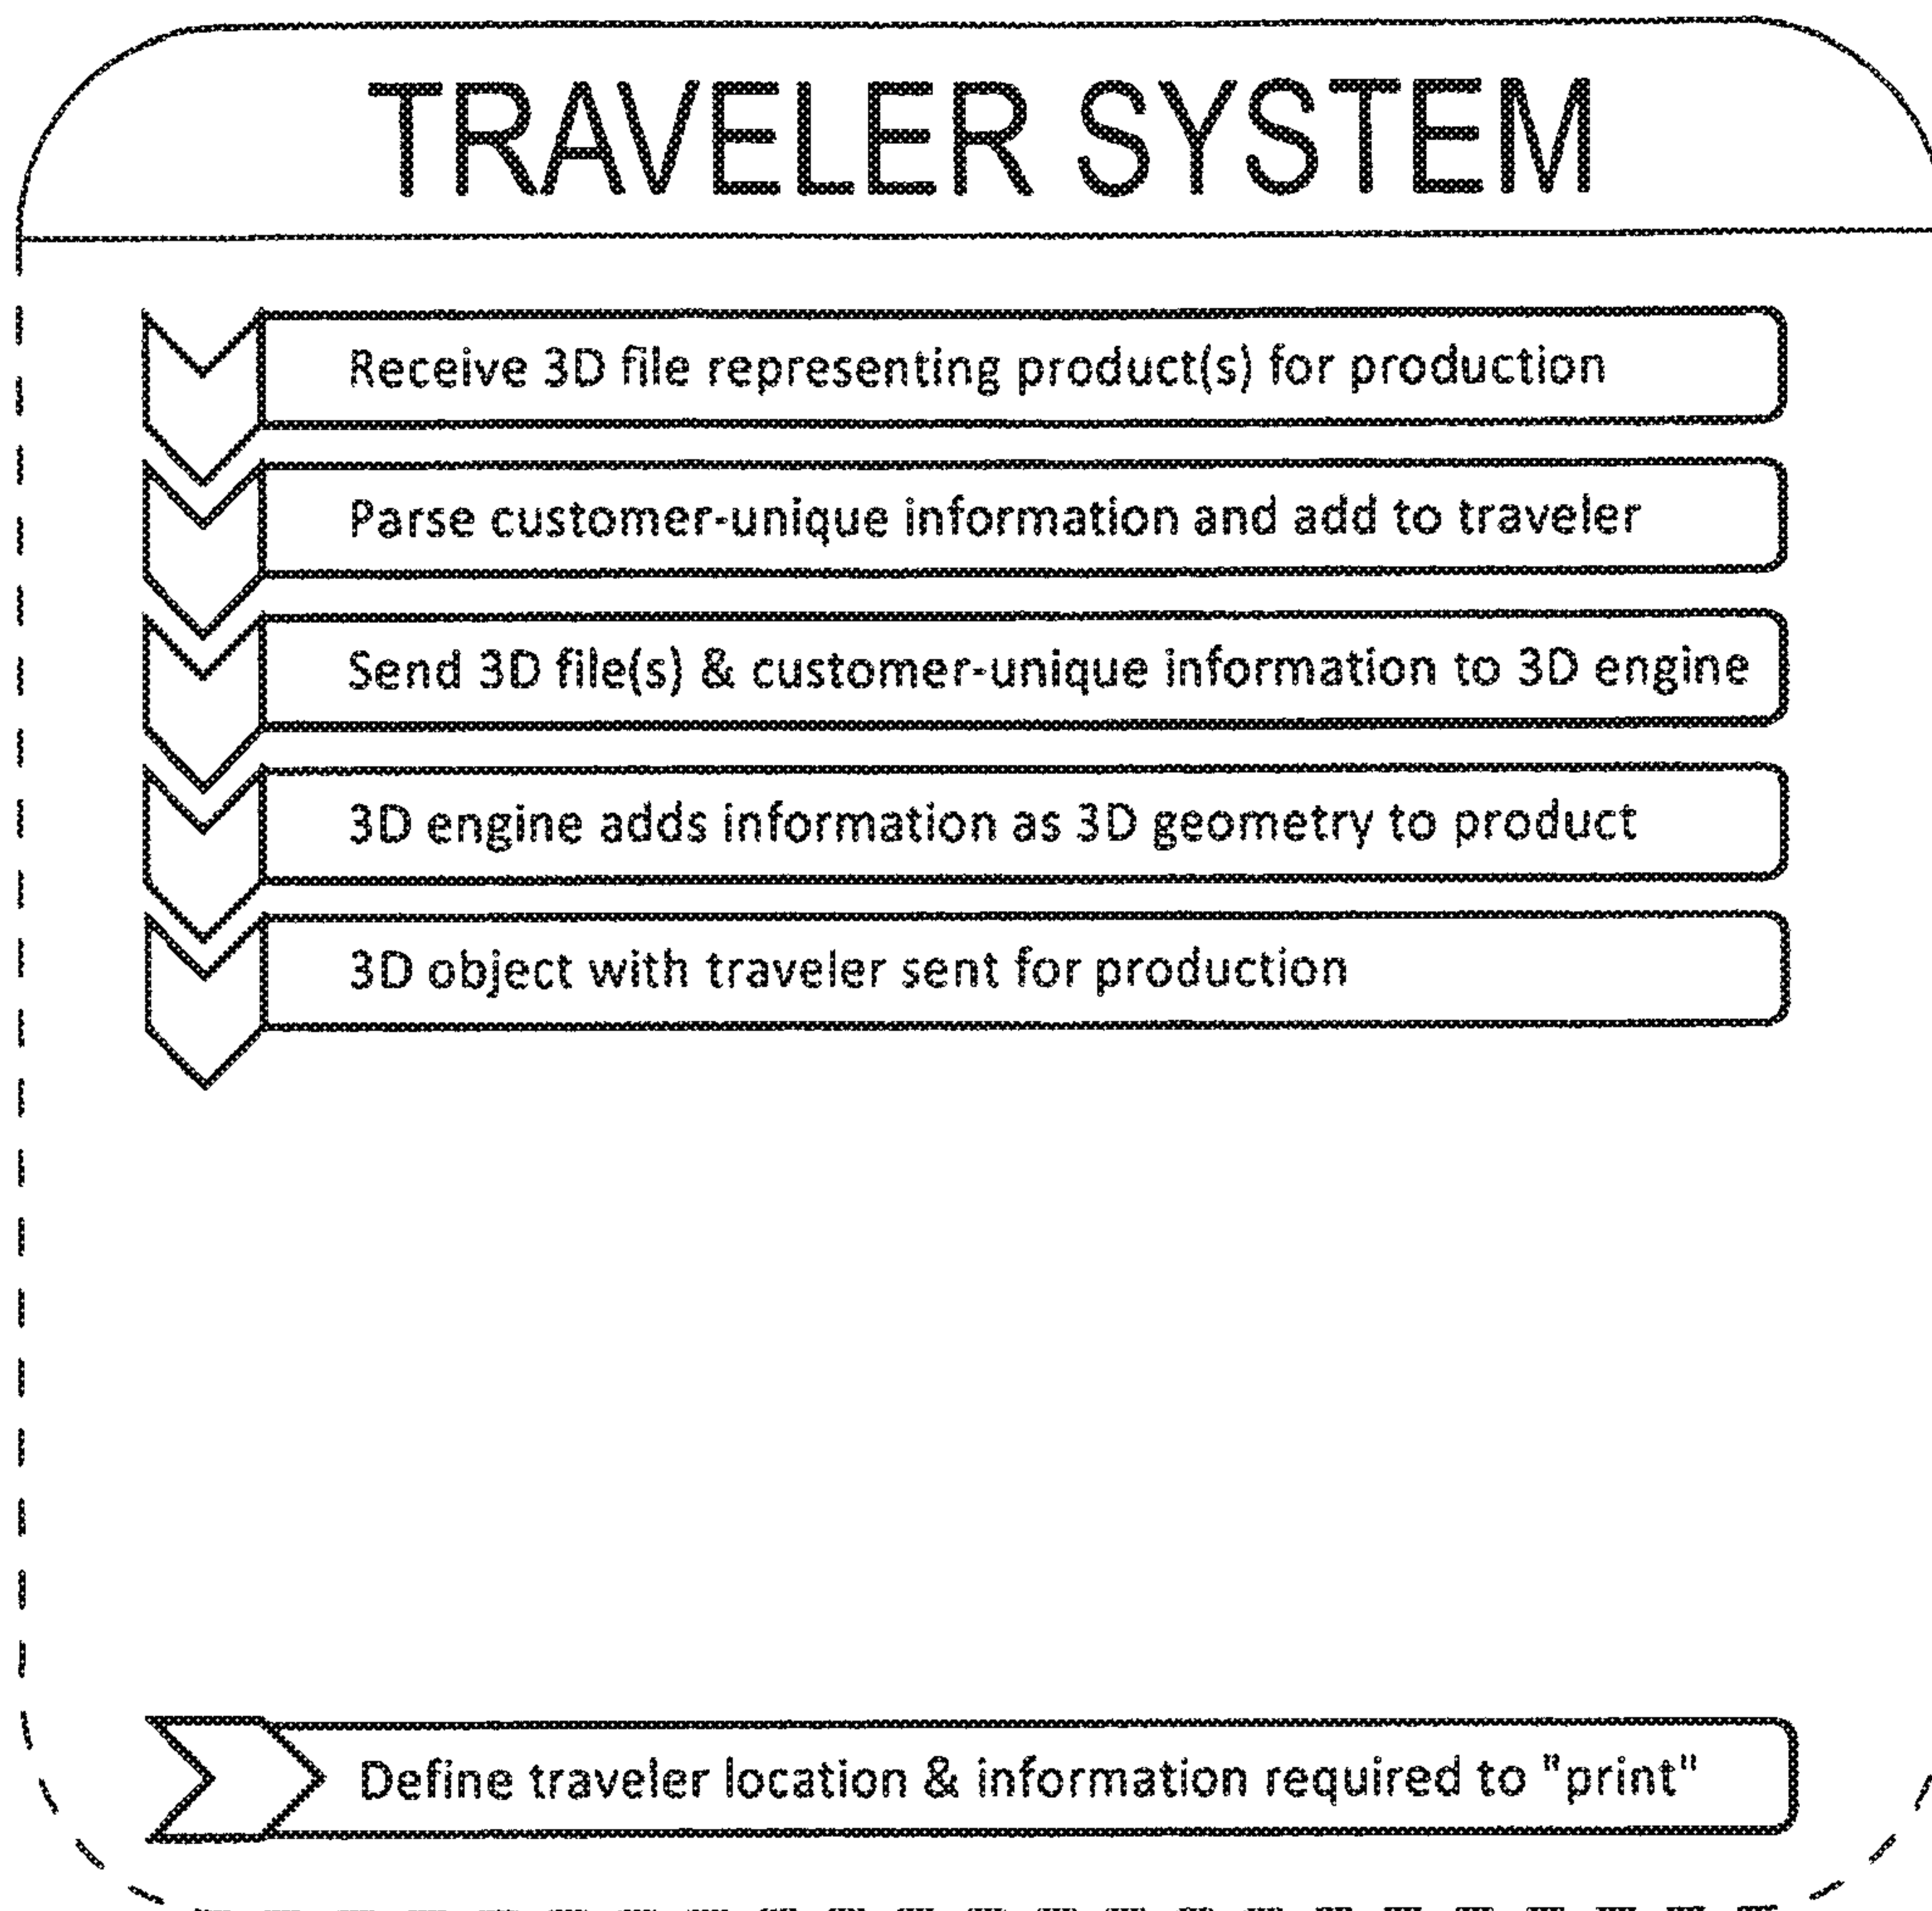 TRAVELER SYSTEM
Receive 3D file representing product(s) for production
Parse customer-unique information and add to traveler
Send 3D file(s) & customer-unique information to 3D engine
3D engine adds information as 3D geometry to product
3D object with traveler sent for production
Define traveler location & information required to "print"